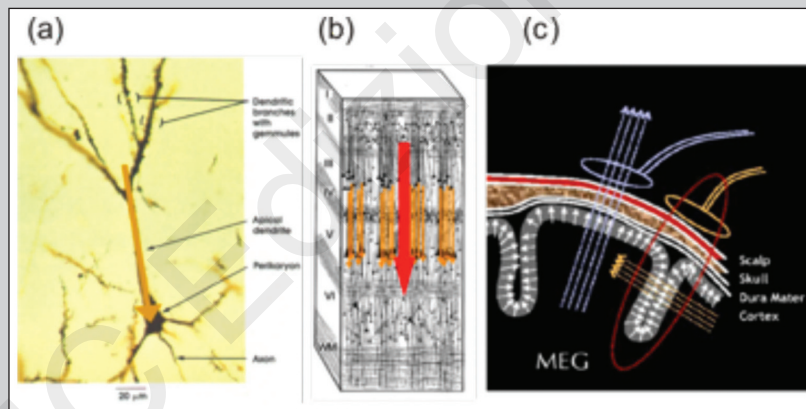 (a)
(b)
(c)
Dendritic
branches
with
gemmules
Apical
dendrite
Perikaryon
Axon
20 μm
I
II
III
IV
V
VI
WM
Scalp
Skull
Dura Mater
Cortex
MEG